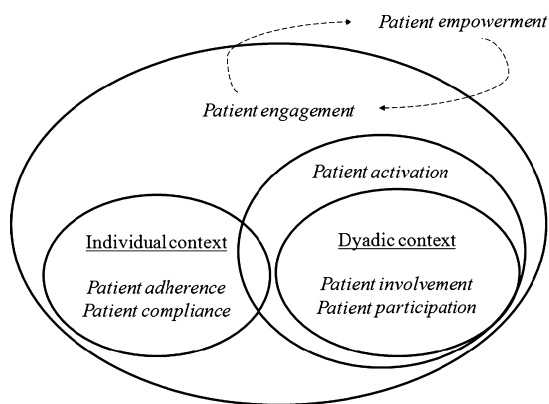 Patient empowerment
Patient engagement
Patient activation
Individual context
Patient adherence
Patient compliance
Dyadic context
Patient involvement
Patient participation